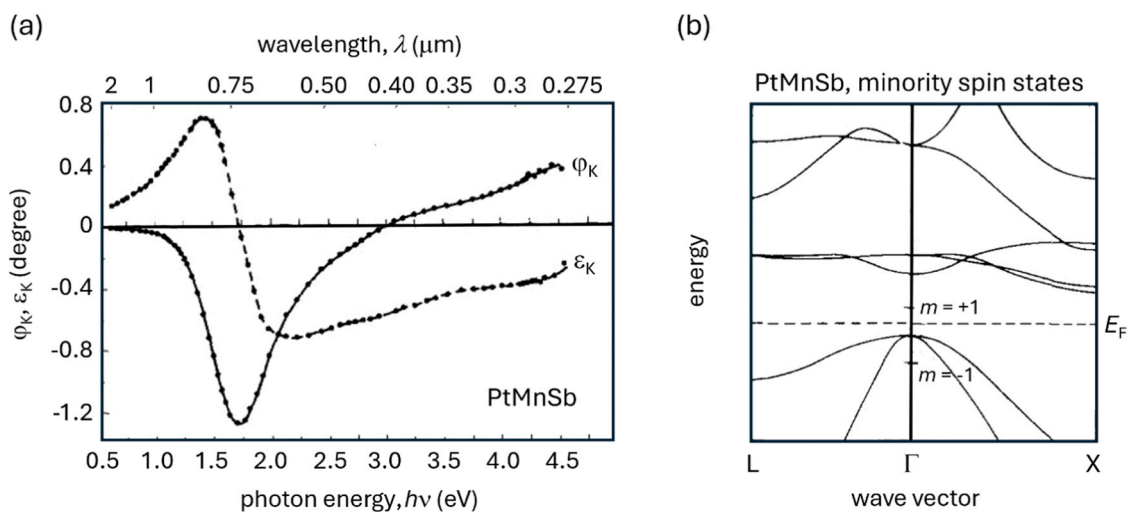 (a)
wavelength, λ (μm)
2 1 0.75 0.50 0.40 0.35 0.3 0.275
0.8
0.4
0
-0.4
-0.8
-1.2
φK, εK (degree)
φK
εK
PtMnSb
0.5 1.0 1.5 2.0 2.5 3.0 3.5 4.0 4.5
photon energy, hν (eV)
(b)
PtMnSb, minority spin states
energy
m = +1
EF
m = -1
L Γ X
wave vector